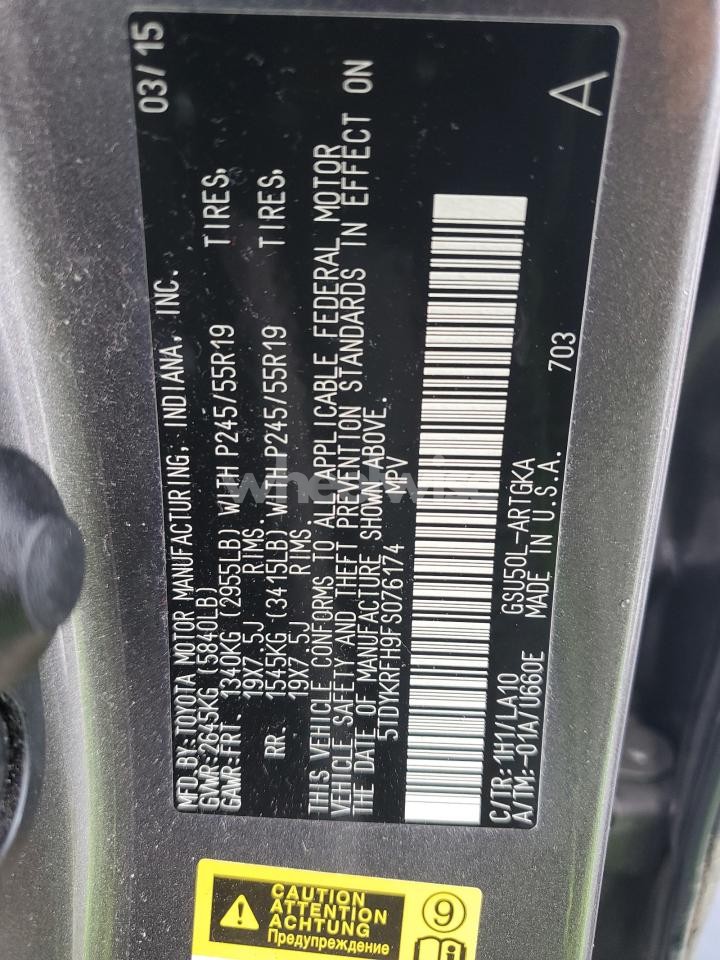 MFD.BY:TOYOTA MOTOR MANUFACTURING, INDIANA, INC. 03/15
GVWR:2645KG (5840LB)
GAWR:FRT. 1340KG (2955LB) WITH P245/55R19 TIRES,
19X7.5J RIMS.
RR. 1545KG (3415LB) WITH P245/55R19 TIRES,
19X7.5J RIMS.
THIS VEHICLE CONFORMS TO ALL APPLICABLE FEDERAL MOTOR
VEHICLE SAFETY AND THEFT PREVENTION STANDARDS IN EFFECT ON
THE DATE OF MANUFACTURE SHOWN ABOVE.
5TDYKRFH9FS076174 MPV
C/TR:1H1/LA10 GSU50L-ARTGKA 703 A
A/TM:-01A/U660E MADE IN U.S.A.
CAUTION
ATTENTION
ACHTUNG
Предупреждение
9